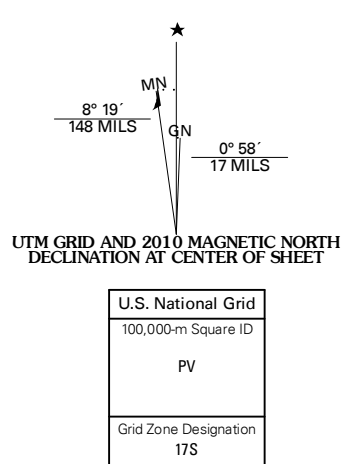 ★
MN
8° 19´
148 MILS
GN
0° 58´
17 MILS
UTM GRID AND 2010 MAGNETIC NORTH
DECLINATION AT CENTER OF SHEET
U.S. National Grid
100,000-m Square ID
PV
Grid Zone Designation
17S